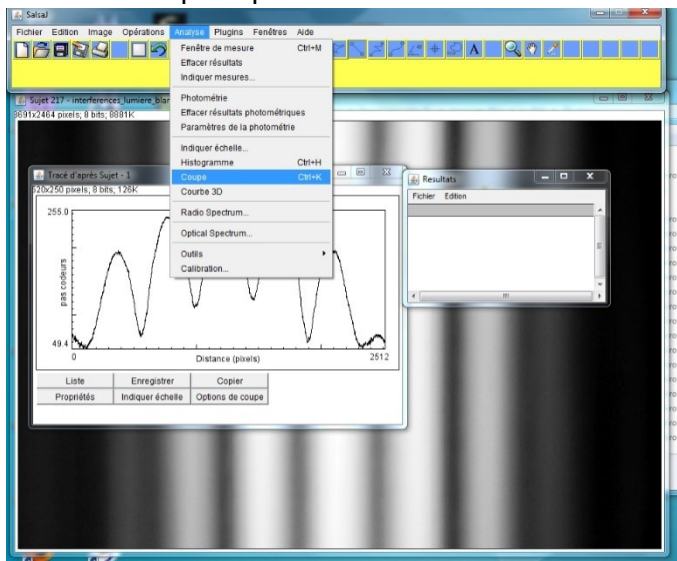 SalsaJ
Fichier Edition Image Opérations Analyse Plugins Fenêtres Aide
A
Fenêtre de mesure Ctrl+M
Effacer résultats
Indiquer mesures...
Photométrie
Effacer résultats photométriques
Paramètres de la photométrie
Indiquer échelle...
Histogramme Ctrl+H
Coupe Ctrl+K
Courbe 3D
Radio Spectrum...
Optical Spectrum...
Outils
Calibration...
Sujet 217 - interferences_lumiere_blan
3691x2464 pixels; 8 bits; 8881K
Tracé d'après Sujet - 1
520x250 pixels; 8 bits; 126K
255.0
pas codeurs
49.4
0
Distance (pixels)
2512
Liste Enregistrer Copier
Propriétés Indiquer échelle Options de coupe
Resultats
Fichier Edition